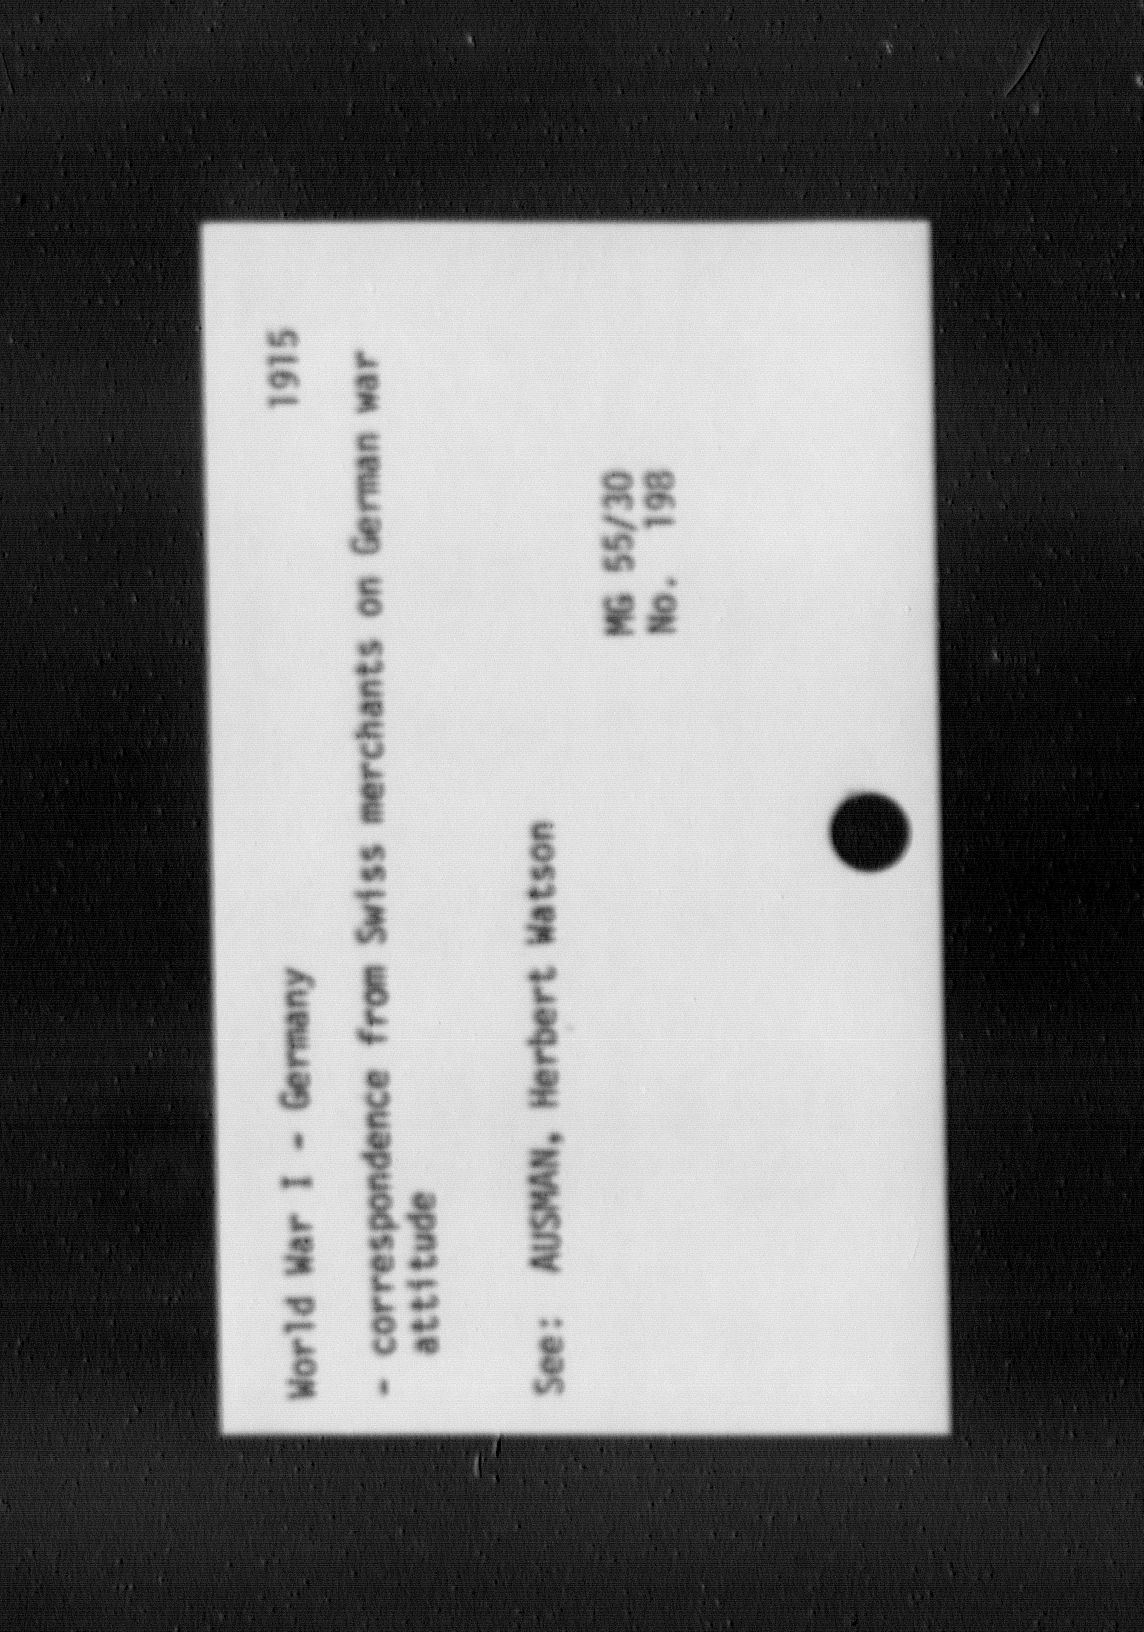 World War I - Germany 1915
- correspondence from Swiss merchants on German war
attitude
See: AUSMAN, Herbert Watson
MG 55/30
No. 198